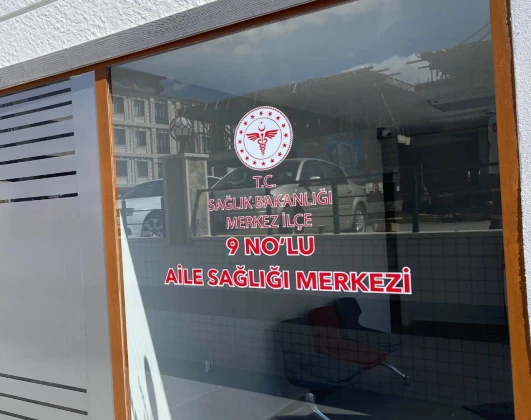 T.C.
SAĞLIK BAKANLIĞI
MERKEZ İLÇE
9 NO'LU
AİLE SAĞLIĞI MERKEZİ